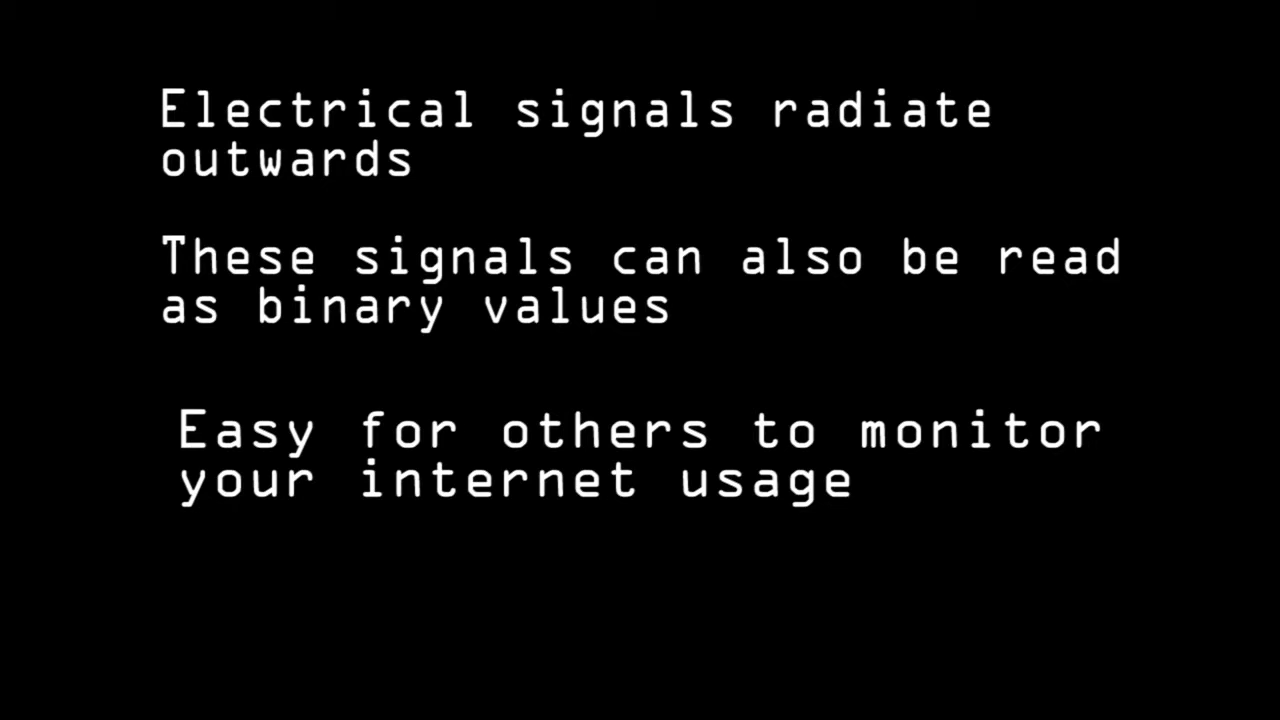 Electrical signals radiate
outwards
These signals can also be read
as binary values
Easy for others to monitor
your internet usage